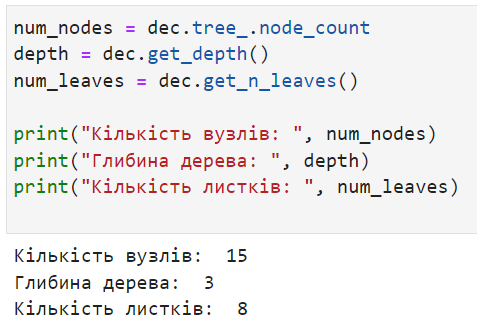 num_nodes = dec.tree_.node_count
depth = dec.get_depth()
num_leaves = dec.get_n_leaves()
print("Кількість вузлів: ", num_nodes)
print("Глибина дерева: ", depth)
print("Кількість листків: ", num_leaves)
Кількість вузлів:  15
Глибина дерева:  3
Кількість листків:  8